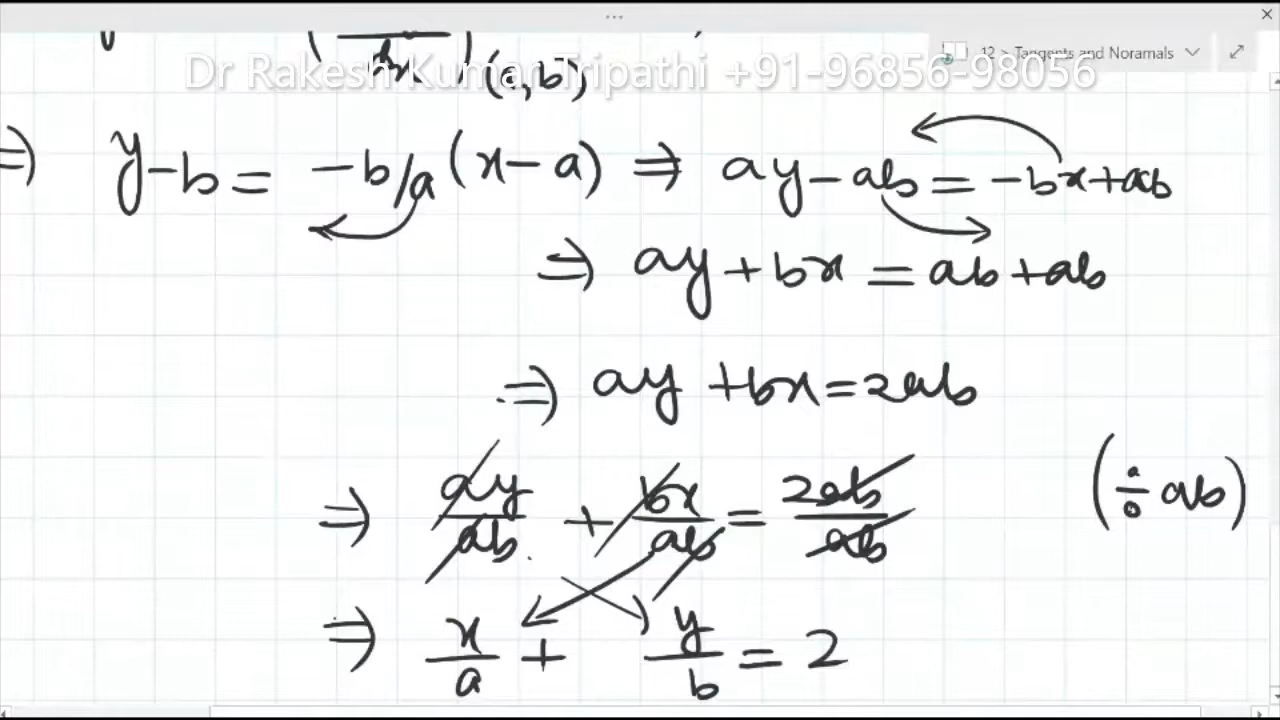 12 > Tangents and Noramals
Dr Rakesh Kumar Tripathi +91-96856-98056
dx (a, b)
⇒ y - b = -b/a (x - a) ⇒ ay - ab = -bx + ab
⇒ ay + bx = ab + ab
⇒ ay + bx = 2ab
⇒ ay/ab + bx/ab = 2ab/ab (÷ ab)
⇒ x/a + y/b = 2